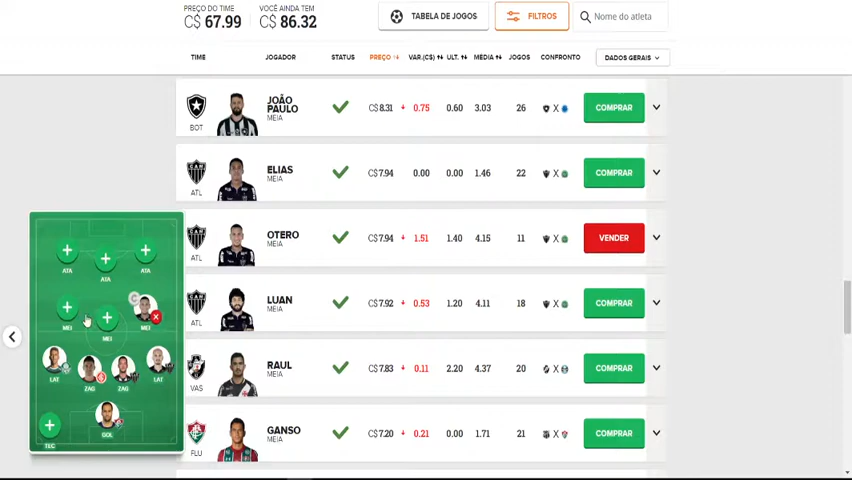 PREÇO DO TIME
C$ 67.99
VOCÊ AINDA TEM
C$ 86.32
TABELA DE JOGOS
FILTROS
Nome do atleta
TIME JOGADOR STATUS PREÇO VAR.(C$) ULT. MÉDIA JOGOS CONFRONTO DADOS GERAIS
BOT JOÃO PAULO MEIA C$ 8.31 0.75 0.60 3.03 26 X COMPRAR
ATL ELIAS MEIA C$ 7.94 0.00 0.00 1.46 22 X COMPRAR
ATL OTERO MEIA C$ 7.94 1.51 1.40 4.15 11 X VENDER
ATL LUAN MEIA C$ 7.92 0.53 1.20 4.11 18 X COMPRAR
VAS RAUL MEIA C$ 7.83 0.11 2.20 4.37 20 X COMPRAR
FLU GANSO MEIA C$ 7.20 0.21 0.00 1.71 21 X COMPRAR
ATA ATA ATA
C
MEI MEI MEI
LAT ZAG ZAG LAT
TEC GOL